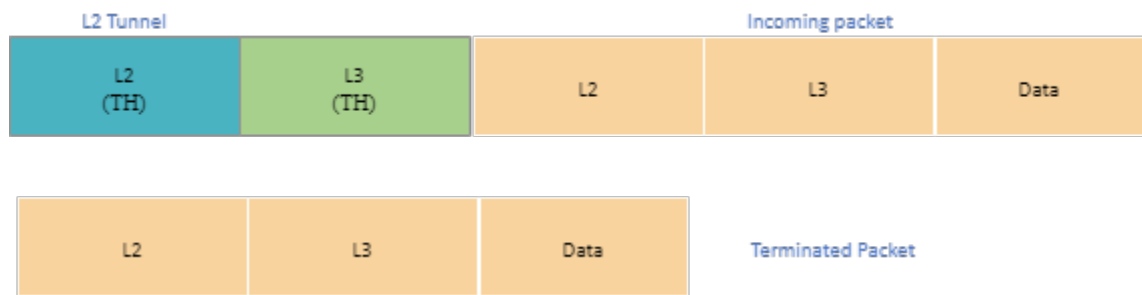 L2 Tunnel
Incoming packet
L2
(TH)
L3
(TH)
L2
L3
Data
L2
L3
Data
Terminated Packet